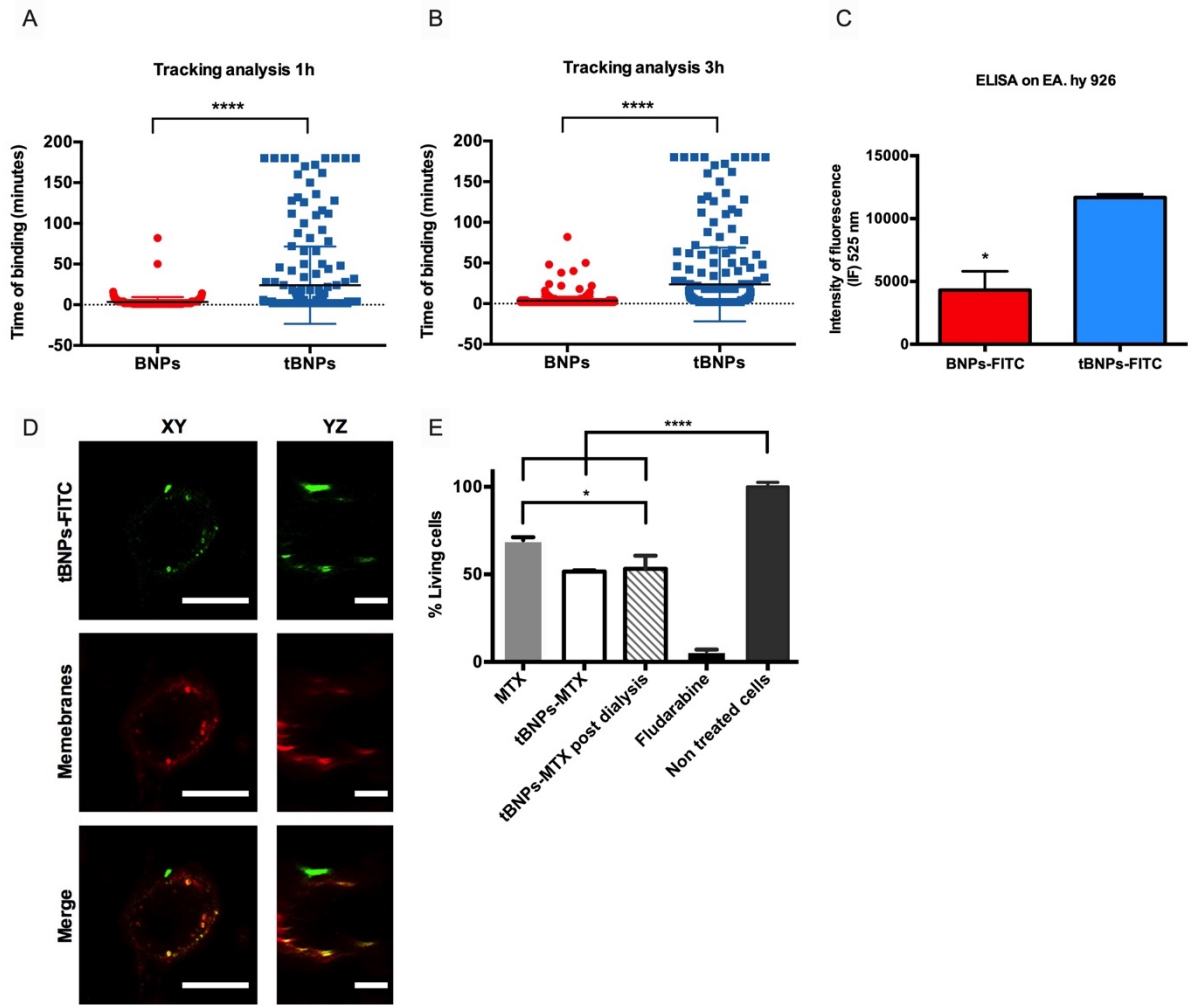 A
Tracking analysis 1h
****
Time of binding (minutes)
200
150
100
50
0
-50
BNPs
tBNPs
B
Tracking analysis 3h
****
Time of binding (minutes)
200
150
100
50
0
-50
BNPs
tBNPs
C
ELISA on EA. hy 926
Intensity of fluorescence
(IF) 525 nm
15000
10000
5000
0
*
BNPs-FITC
tBNPs-FITC
D
XY
YZ
tBNPs-FITC
Memebranes
Merge
E
****
*
% Living cells
100
50
0
MTX
tBNPs-MTX
tBNPs-MTX post dialysis
Fludarabine
Non treated cells